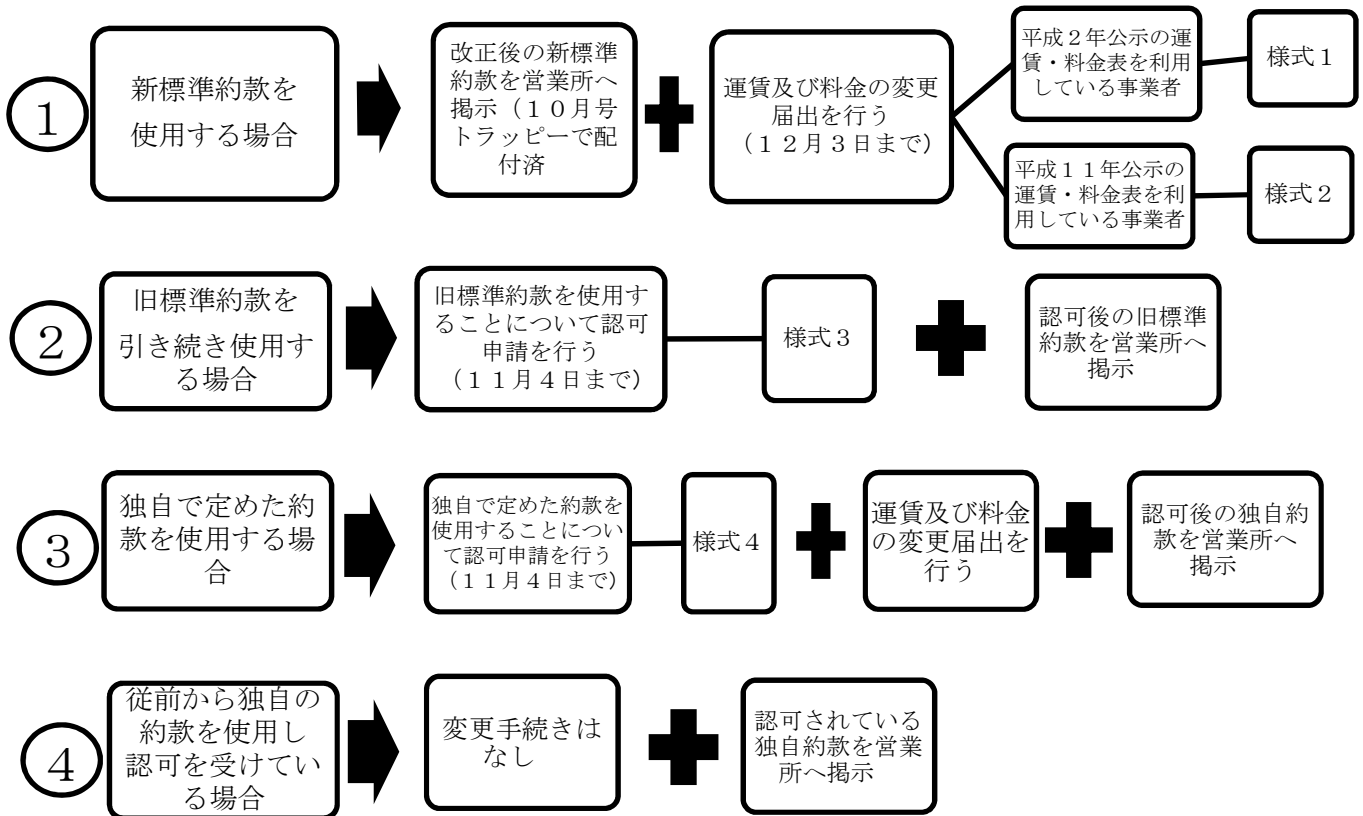 1
新標準約款を
使用する場合
改正後の新標準
約款を営業所へ
掲示（１０月号
トラッピーで配
付済
運賃及び料金の変更
届出を行う
（１２月３日まで）
平成２年公示の運
賃・料金表を利用
している事業者
様式１
平成１１年公示の
運賃・料金表を利
用している事業者
様式２
2
旧標準約款を
引き続き使用す
る場合
旧標準約款を使用す
ることについて認可
申請を行う
（１１月４日まで）
様式３
認可後の旧標準
約款を営業所へ
掲示
3
独自で定めた約
款を使用する場
合
独自で定めた約款を
使用することについ
て認可申請を行う
（１１月４日まで）
様式４
運賃及び料金
の変更届出を
行う
認可後の独自約
款を営業所へ
掲示
4
従前から独自の
約款を使用し
認可を受けてい
る場合
変更手続きは
なし
認可されている
独自約款を営業
所へ掲示